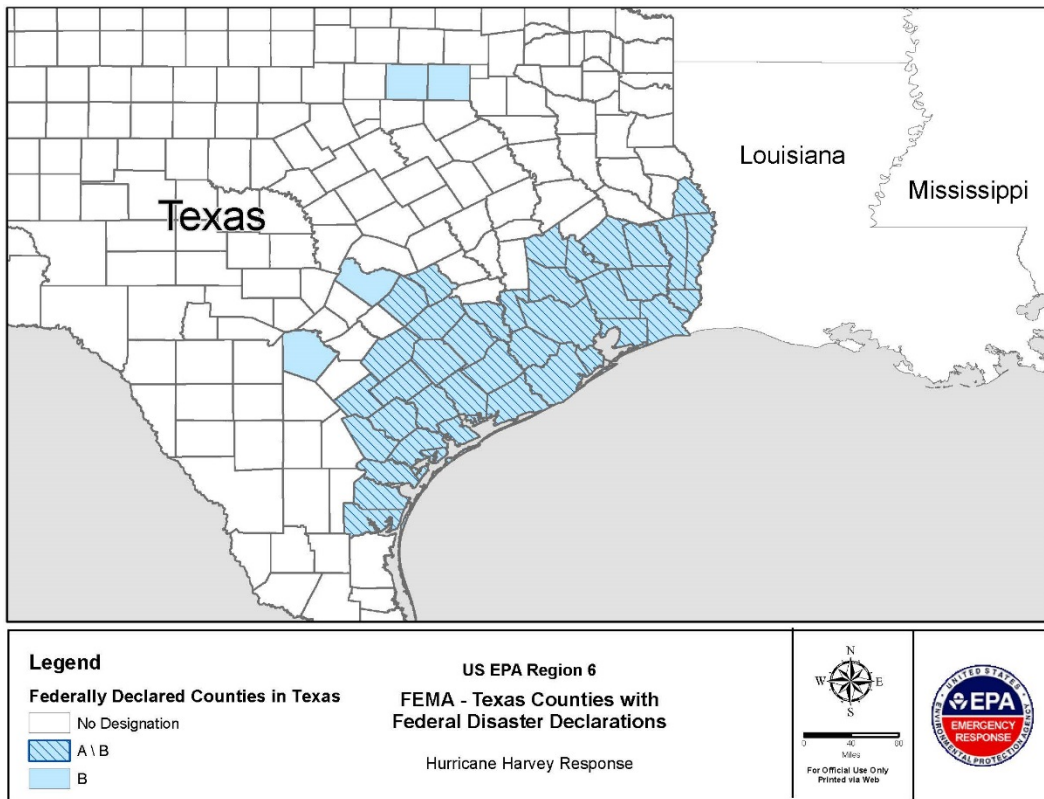 Texas
Louisiana
Mississippi
Legend
Federally Declared Counties in Texas
No Designation
A \ B
B
US EPA Region 6
FEMA - Texas Counties with
Federal Disaster Declarations
Hurricane Harvey Response
N
W
E
S
0
40
80
Miles
For Official Use Only
Printed via Web
UNITED STATES
EPA
EMERGENCY
RESPONSE
ENVIRONMENTAL PROTECTION AGENCY